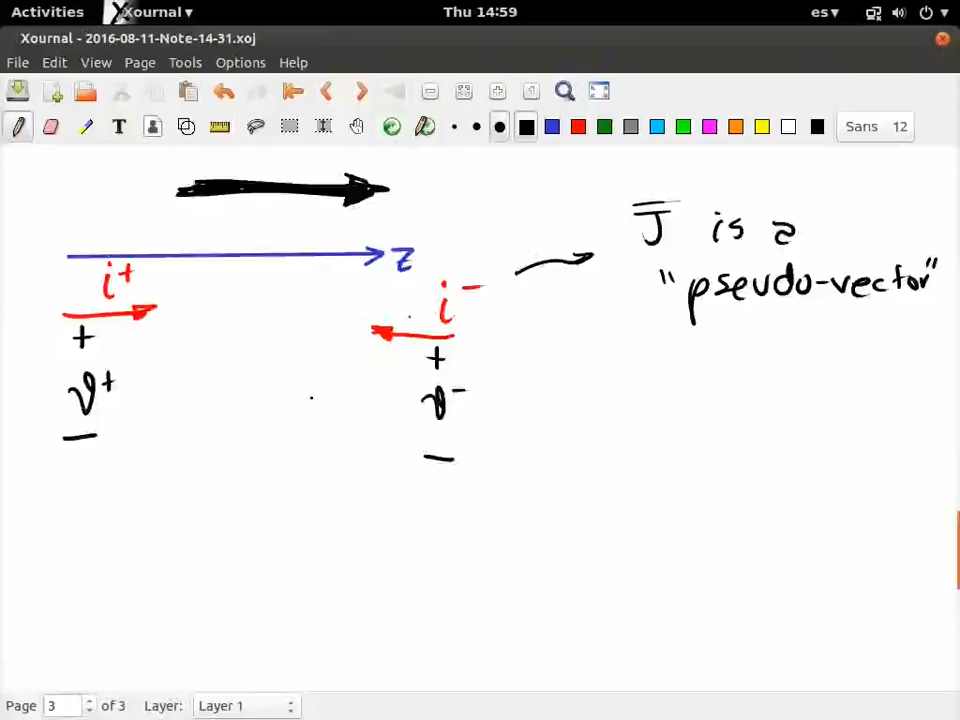 Activities
Xournal ▾
Thu 14:59
es ▾
Xournal - 2016-08-11-Note-14-31.xoj
File Edit View Page Tools Options Help
T
Sans 12
J̿ is a
"pseudo-vector"
z
i⁺
i⁻
+
+
v⁺
v⁻
−
−
Page 3 of 3 Layer: Layer 1